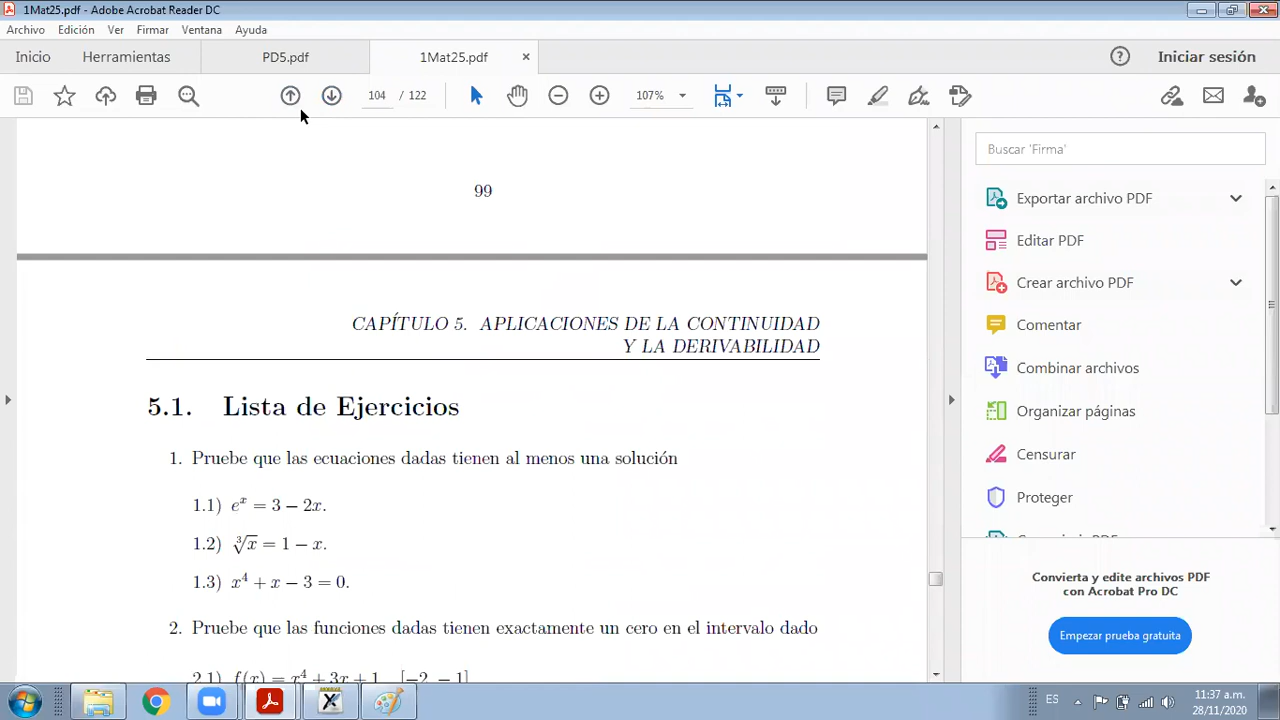 1Mat25.pdf - Adobe Acrobat Reader DC
Archivo Edición Ver Firmar Ventana Ayuda
Inicio Herramientas PD5.pdf 1Mat25.pdf × Iniciar sesión
104 / 122 107%
Buscar 'Firma'
99
Exportar archivo PDF
Editar PDF
Crear archivo PDF
Comentar
Combinar archivos
Organizar páginas
Censurar
Proteger
CAPÍTULO 5. APLICACIONES DE LA CONTINUIDAD
Y LA DERIVABILIDAD
5.1. Lista de Ejercicios
1. Pruebe que las ecuaciones dadas tienen al menos una solución
1.1) eˣ = 3 − 2x.
1.2) ∛x = 1 − x.
1.3) x⁴ + x − 3 = 0.
2. Pruebe que las funciones dadas tienen exactamente un cero en el intervalo dado
2.1) f(x) = x⁴ + 3x + 1 [−2, −1]
Convierta y edite archivos PDF
con Acrobat Pro DC
Empezar prueba gratuita
ES
11:37 a.m.
28/11/2020